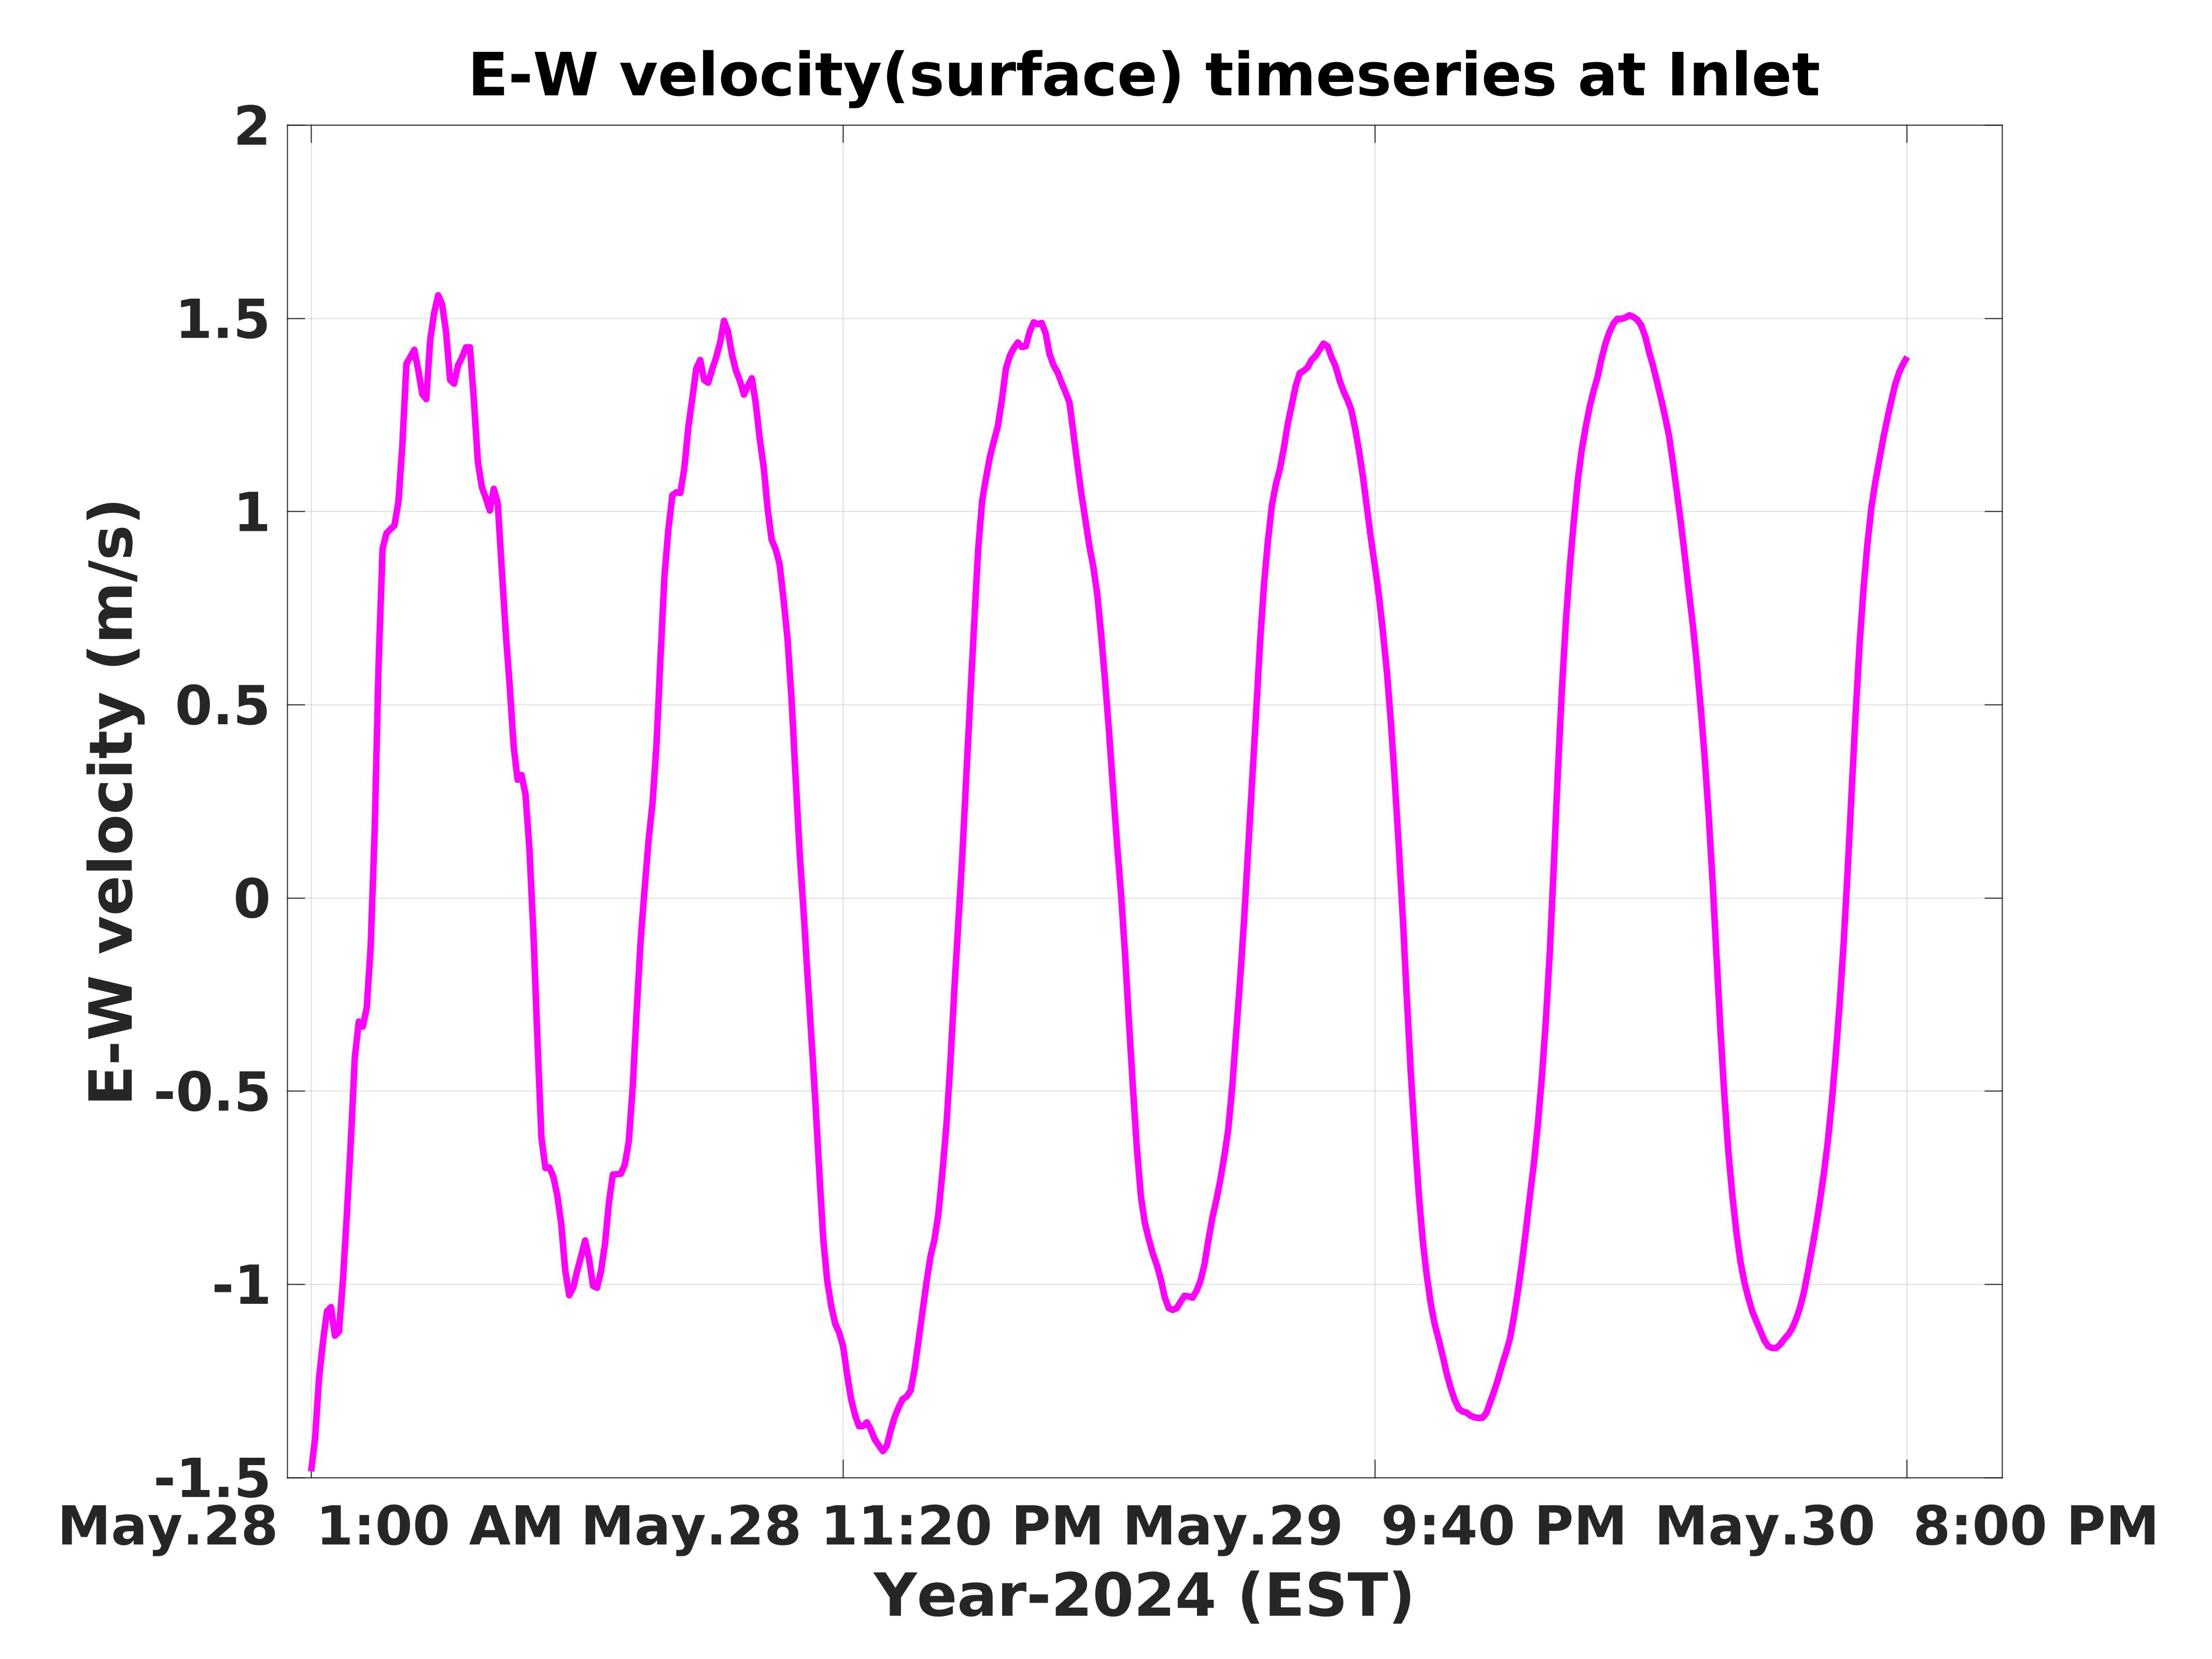 E-W velocity(surface) timeseries at Inlet
E-W velocity (m/s)
2
1.5
1
0.5
0
-0.5
-1
-1.5
May.28 1:00 AM May.28 11:20 PM May.29 9:40 PM May.30 8:00 PM
Year-2024 (EST)